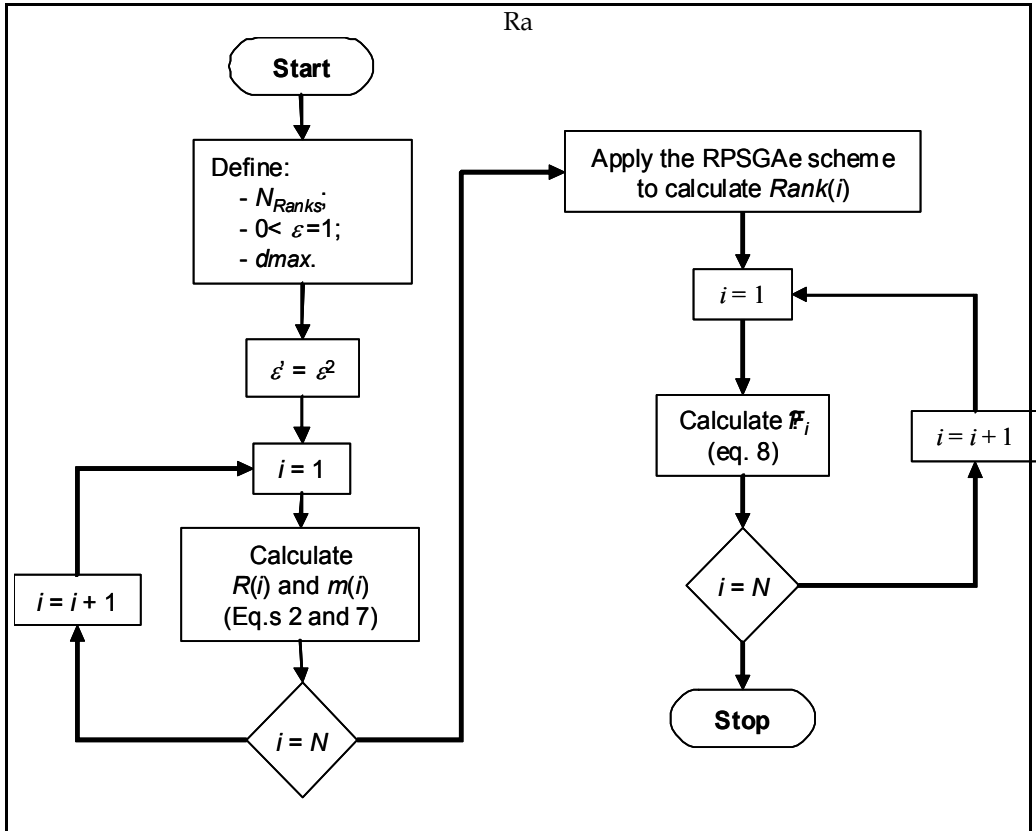 Ra
Start
Define:
- N_Ranks;
- 0< ε =1;
- dmax.
ε' = ε²
i = 1
Calculate
R(i) and m(i)
(Eq.s 2 and 7)
i = i + 1
i = N
Apply the RPSGAe scheme
to calculate Rank(i)
i = 1
Calculate
(eq. 8)
i = i + 1
i = N
Stop